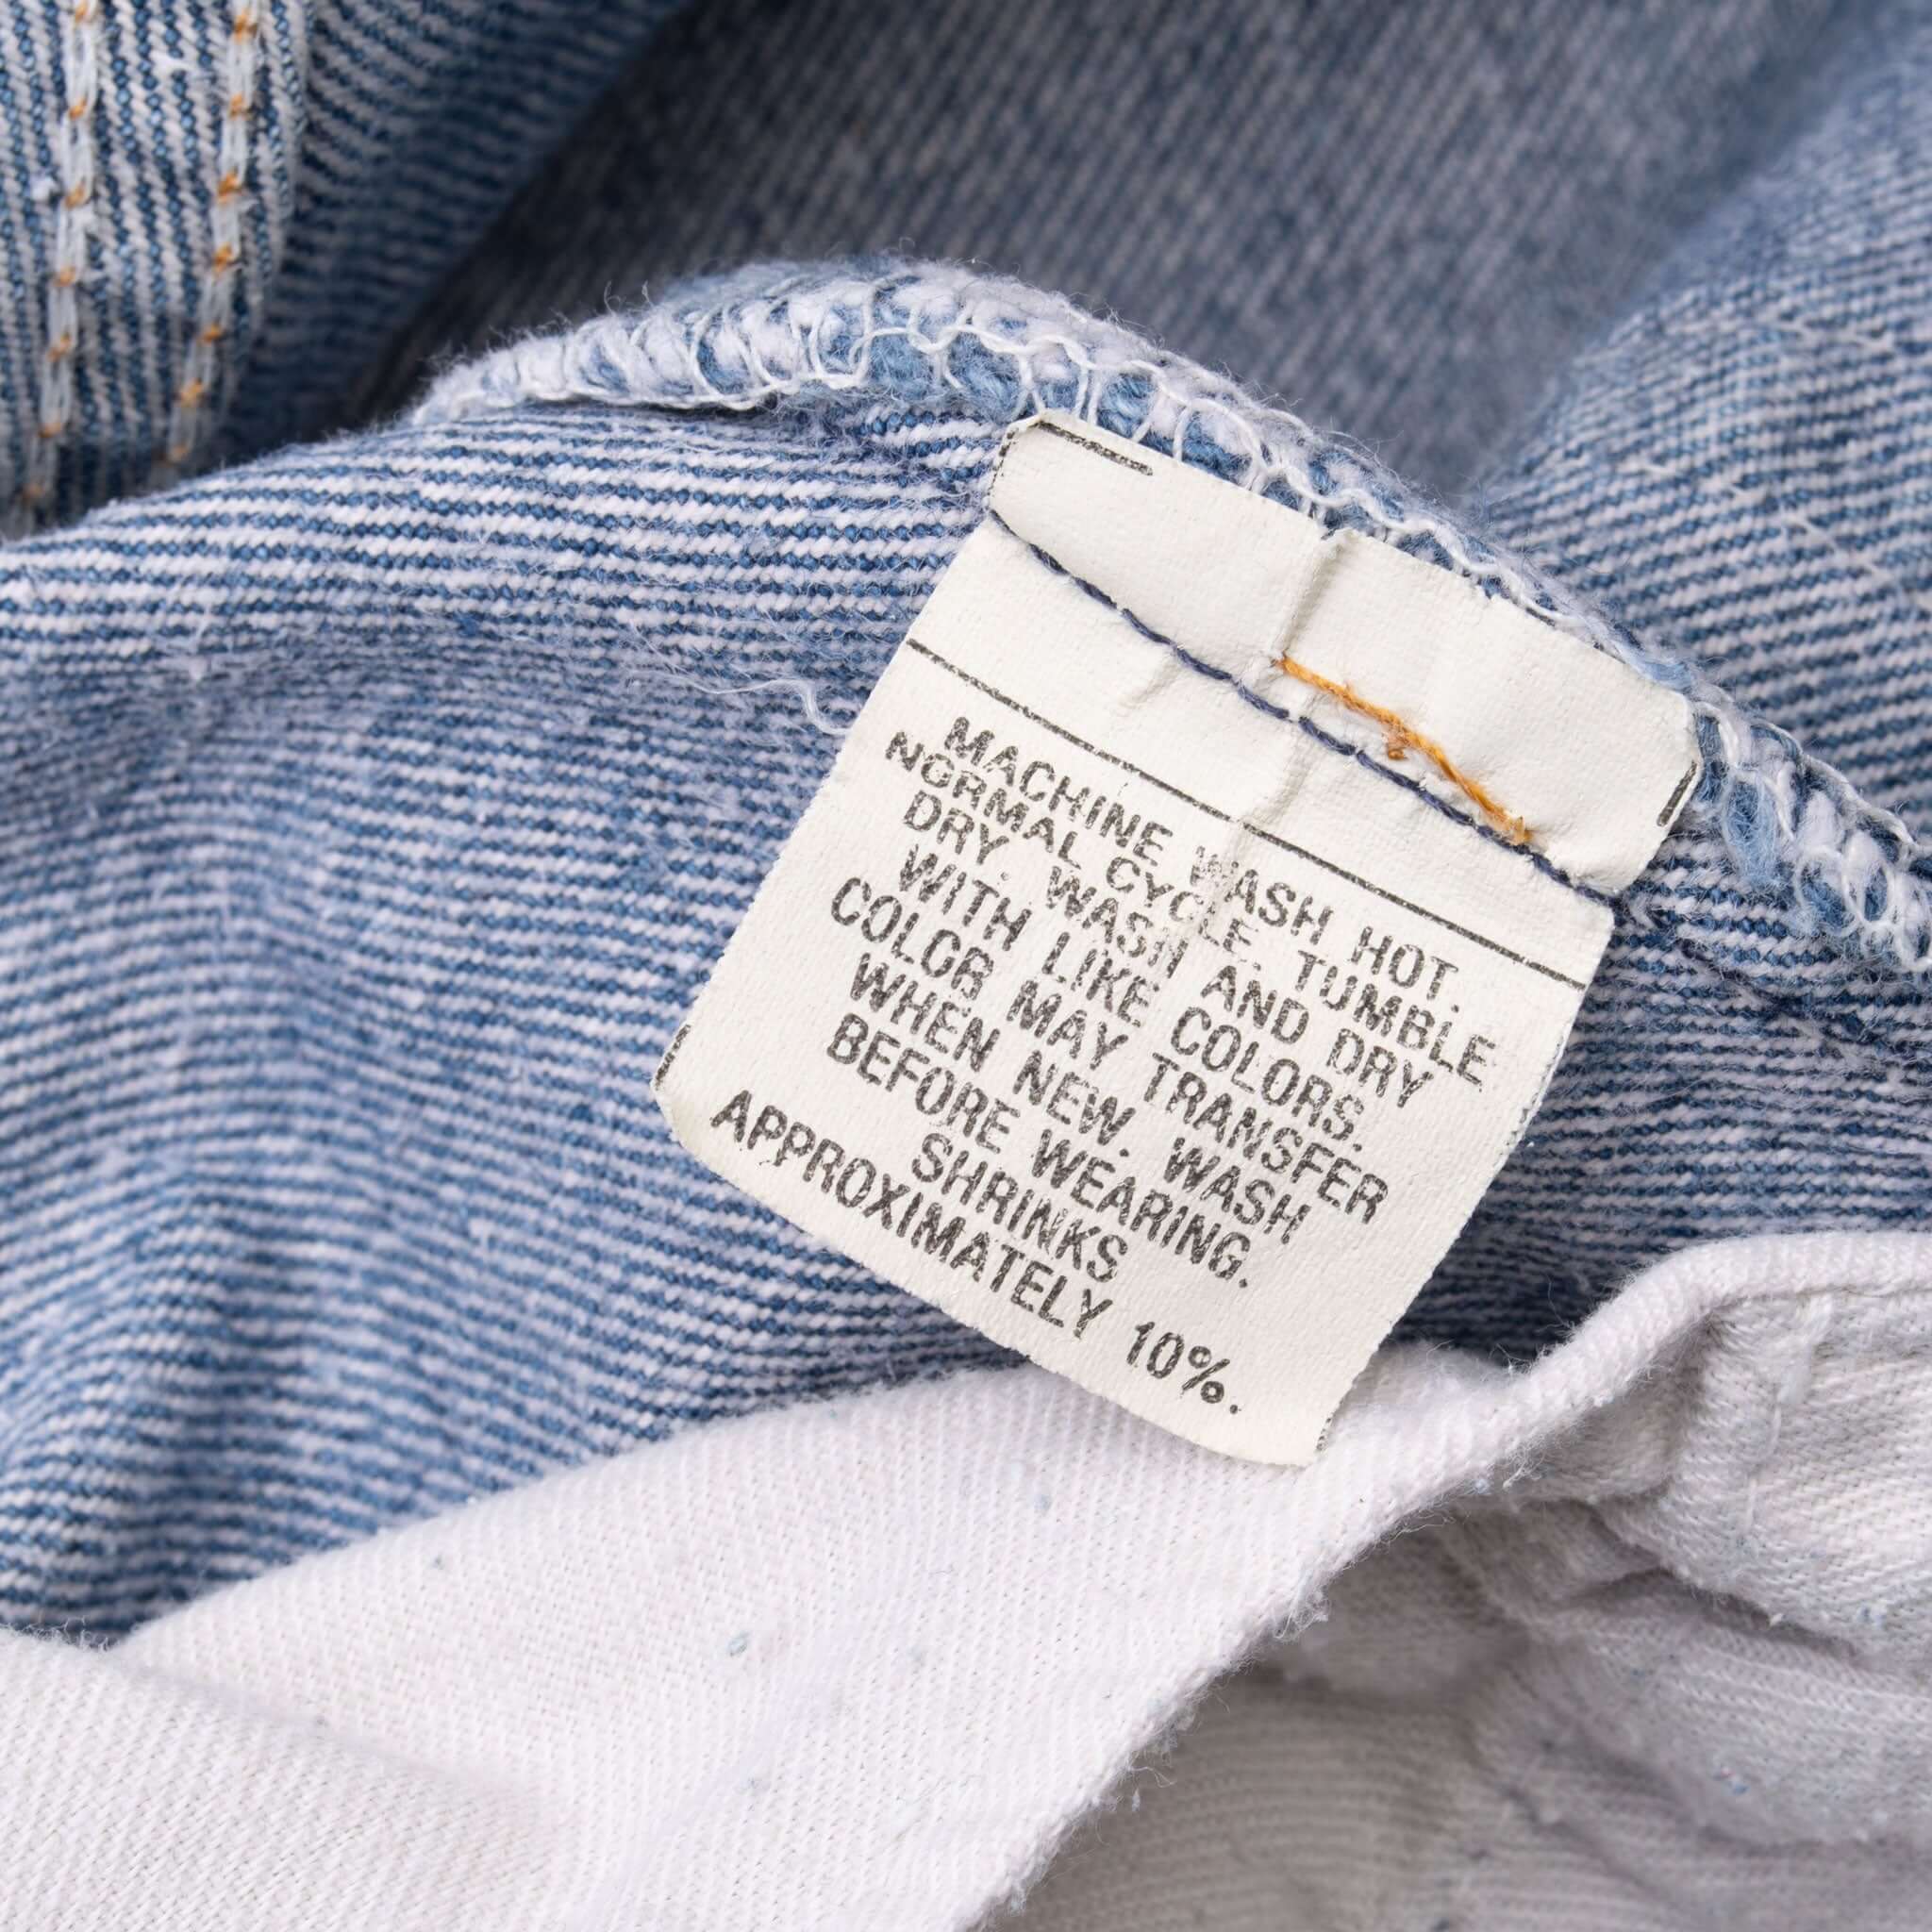 MACHINE WASH HOT.
NORMAL CYCLE. TUMBLE
DRY. WASH AND DRY
WITH LIKE COLORS.
COLOR MAY TRANSFER
WHEN NEW. WASH
BEFORE WEARING.
SHRINKS
APPROXIMATELY 10%.